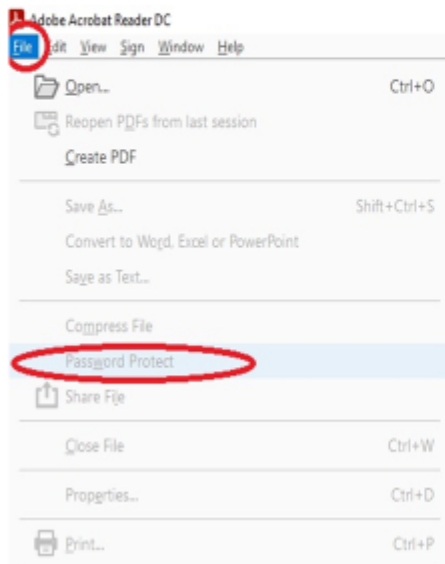 Adobe Acrobat Reader DC
File Edit View Sign Window Help
Open... Ctrl+O
Reopen PDFs from last session
Create PDF
Save As... Shift+Ctrl+S
Convert to Word, Excel or PowerPoint
Save as Text...
Compress File
Password Protect
Share File
Close File Ctrl+W
Properties... Ctrl+D
Print... Ctrl+P